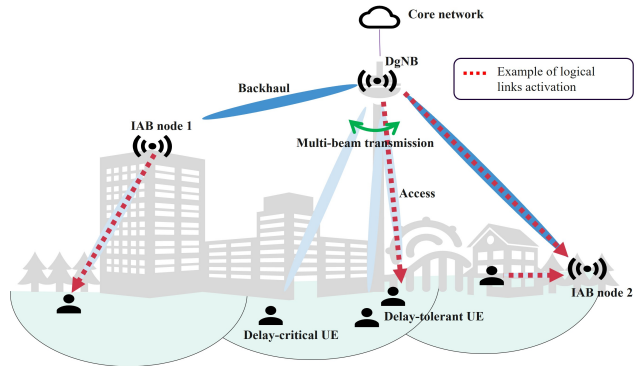 Core network
DgNB
Example of logical
links activation
Backhaul
IAB node 1
Multi-beam transmission
Access
IAB node 2
Delay-tolerant UE
Delay-critical UE